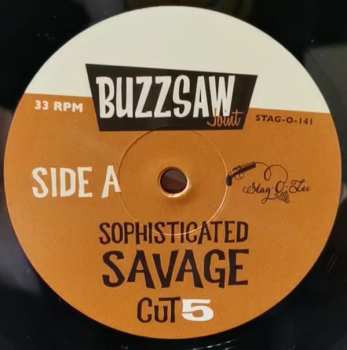 BUZZSAW
Joint
33 RPM
STAG-O-141
SIDE A
Stag-O-Lee
SOPHISTICATED
SAVAGE
CUT 5